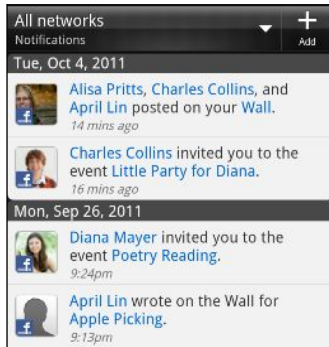 All networks
Notifications
Add
Tue, Oct 4, 2011
Alisa Pritts, Charles Collins, and
April Lin posted on your Wall.
14 mins ago
Charles Collins invited you to the
event Little Party for Diana.
16 mins ago
Mon, Sep 26, 2011
Diana Mayer invited you to the
event Poetry Reading.
9:24pm
April Lin wrote on the Wall for
Apple Picking.
9:13pm